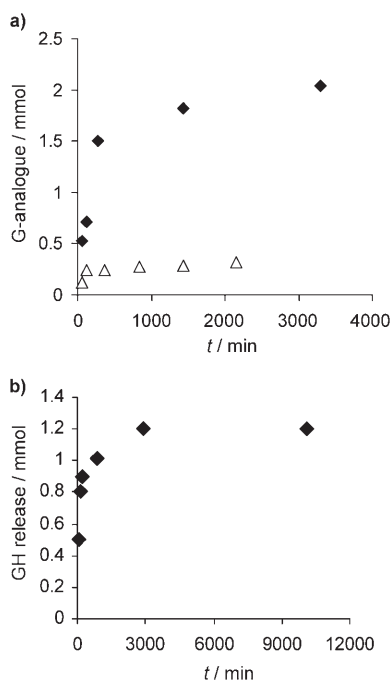 a)
2.5
2
1.5
1
0.5
0
G-analogue / mmol
0 1000 2000 3000 4000
t / min
b)
1.4
1.2
1
0.8
0.6
0.4
0.2
0
GH release / mmol
0 3000 6000 9000 12000
t / min